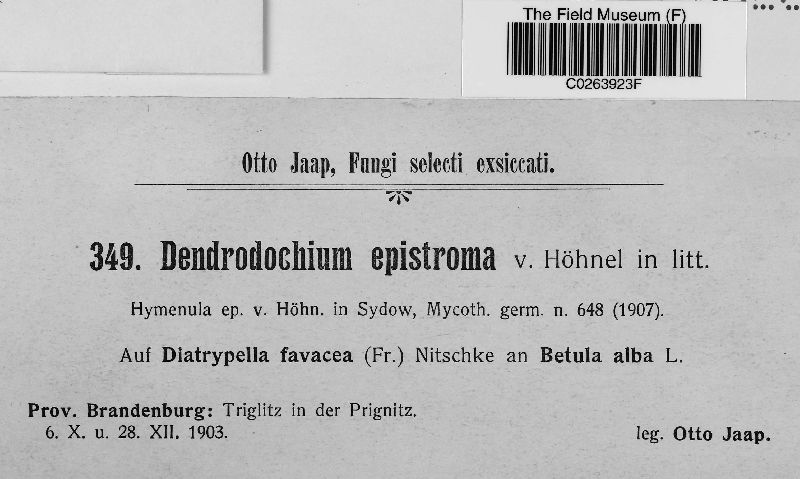 The Field Museum (F)
C0263923F
Otto Jaap, Fungi selecti exsiccati.
349. Dendrodochium epistroma v. Höhnel in litt.
Hymenula ep. v. Höhn. in Sydow, Mycoth. germ. n. 648 (1907).
Auf Diatrypella favacea (Fr.) Nitschke an Betula alba L.
Prov. Brandenburg: Triglitz in der Prignitz.
6. X. u. 28. XII. 1903.
leg. Otto Jaap.